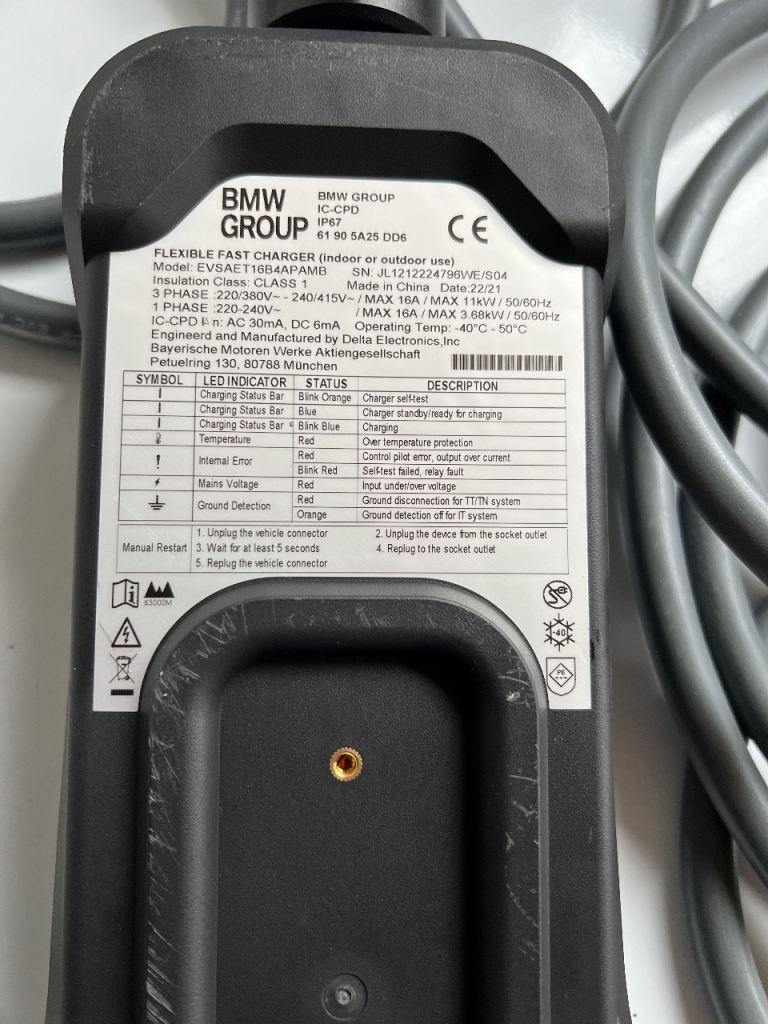 BMW GROUP
BMW GROUP
IC-CPD
IP67
61 90 5A25 DD6
CE
FLEXIBLE FAST CHARGER (indoor or outdoor use)
Model: EVSAET16B4APAMB SN: JL1212224796WE/S04
Insulation Class: CLASS 1 Made in China Date:22/21
3 PHASE :220/380V~ - 240/415V~ / MAX 16A / MAX 11kW / 50/60Hz
1 PHASE :220-240V~ / MAX 16A / MAX 3.68kW / 50/60Hz
IC-CPD n: AC 30mA, DC 6mA Operating Temp: -40°C - 50°C
Engineerd and Manufactured by Delta Electronics,Inc
Bayerische Motoren Werke Aktiengesellschaft
Petuelring 130, 80788 München
SYMBOL LED INDICATOR STATUS DESCRIPTION
Charging Status Bar Blink Orange Charger self-test
Charging Status Bar Blue Charger standby/ready for charging
Charging Status Bar Blink Blue Charging
Temperature Red Over temperature protection
! Internal Error Red Control pilot error, output over current
Blink Red Self-test failed, relay fault
Mains Voltage Red Input under/over voltage
Ground Detection Red Ground disconnection for TT/TN system
Orange Ground detection off for IT system
Manual Restart 1. Unplug the vehicle connector 2. Unplug the device from the socket outlet
3. Wait for at least 5 seconds 4. Replug to the socket outlet
5. Replug the vehicle connector
≤3000M
-40
PE